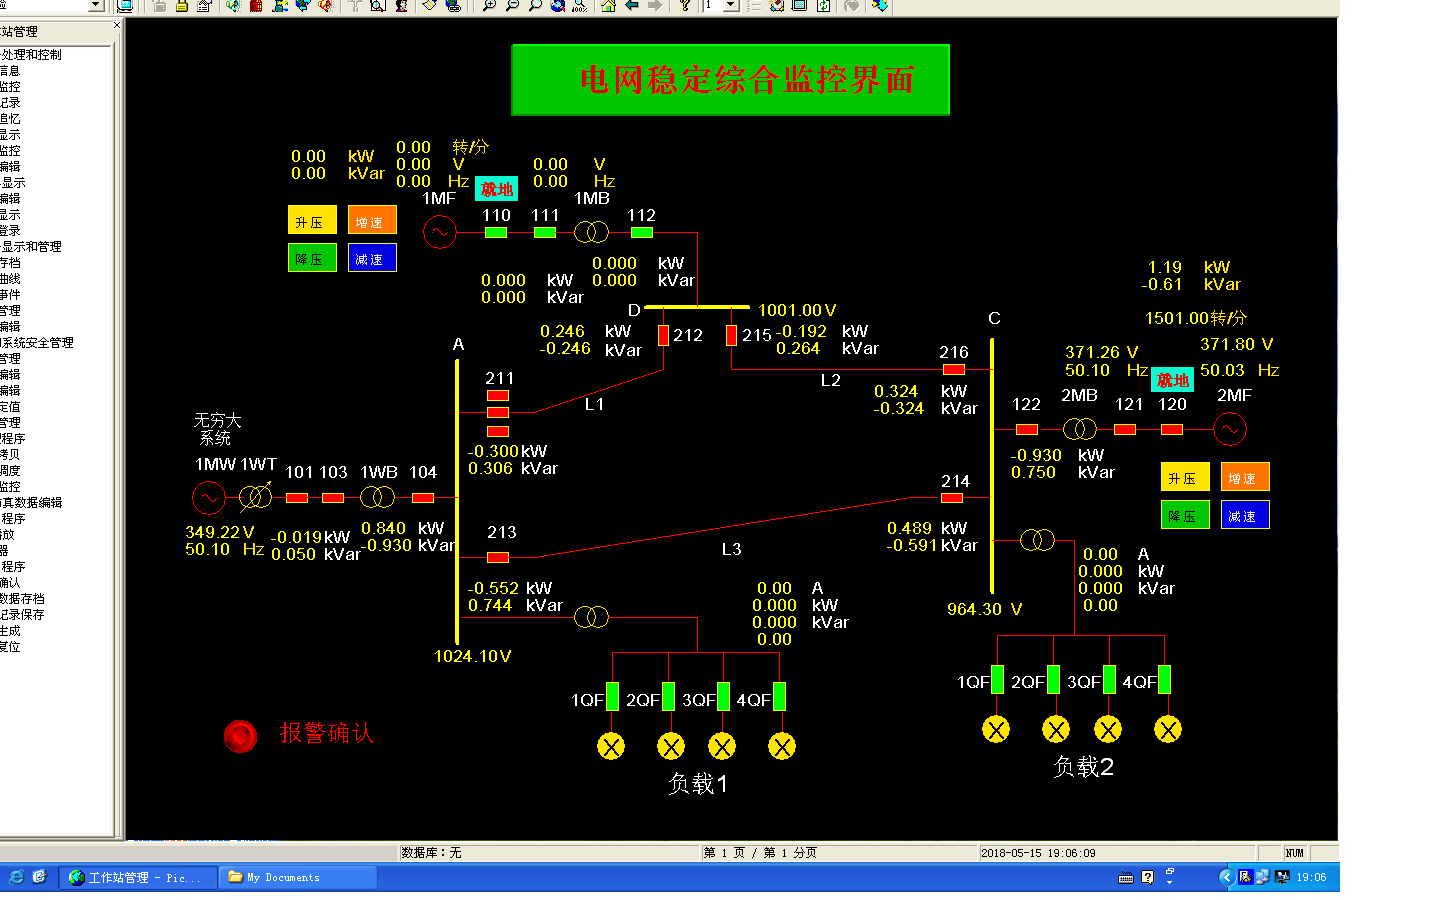 站管理
处理和控制
信息
监控
记录
追忆
显示
监控
编辑
显示
编辑
显示
登录
显示和管理
存档
曲线
事件
管理
编辑
系统安全管理
管理
编辑
编辑
定值
管理
程序
拷贝
调度
监控
真数据编辑
程序
放
器
程序
确认
数据存档
记录保存
生成
复位
1
100%
电网稳定综合监控界面
0.00 kW
0.00 kVar
0.00 转/分
0.00 V
0.00 Hz
就地
0.00 V
0.00 Hz
1MF
110
111
1MB
112
升压
增速
降压
减速
0.000 kW
0.000 kVar
0.000 kW
0.000 kVar
D
1001.00V
0.246 kW
-0.246 kVar
212
215
-0.192 kW
0.264 kVar
1.19 kW
-0.61 kVar
1501.00转/分
371.26 V
50.10 Hz
371.80 V
50.03 Hz
就地
A
C
211
L1
L2
216
0.324 kW
-0.324 kVar
122
2MB
121
120
2MF
-0.300kW
0.306 kVar
-0.930 kW
0.750 kVar
升压
增速
降压
减速
无穷大
系统
1MW
1WT
101
103
1WB
104
349.22V
50.10 Hz
-0.019kW
0.050 kVar
0.840 kW
-0.930 kVar
213
L3
214
0.489 kW
-0.591kVar
-0.552 kW
0.744 kVar
0.00 A
0.000 kW
0.000 kVar
0.00
0.00 A
0.000 kW
0.000 kVar
0.00
964.30 V
1024.10V
1QF
2QF
3QF
4QF
负载1
1QF
2QF
3QF
4QF
负载2
报警确认
数据库：无
第 1 页 / 第 1 分页
2018-05-15 19:06:09
NUM
工作站管理 - Pic...
My Documents
19:06